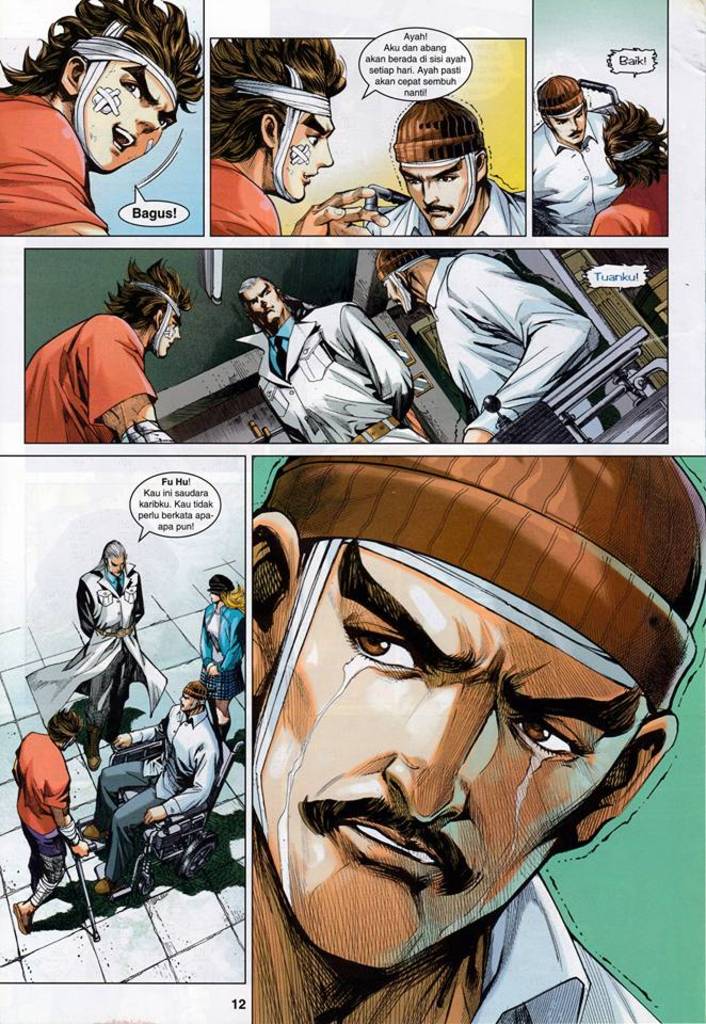 Bagus!
Ayah!
Aku dan abang
akan berada di sisi ayah
setiap hari. Ayah pasti
akan cepat sembuh
nanti!
Baik!
Tuanku!
Fu Hu!
Kau ini saudara
karibku. Kau tidak
perlu berkata apa-
apa pun!
12